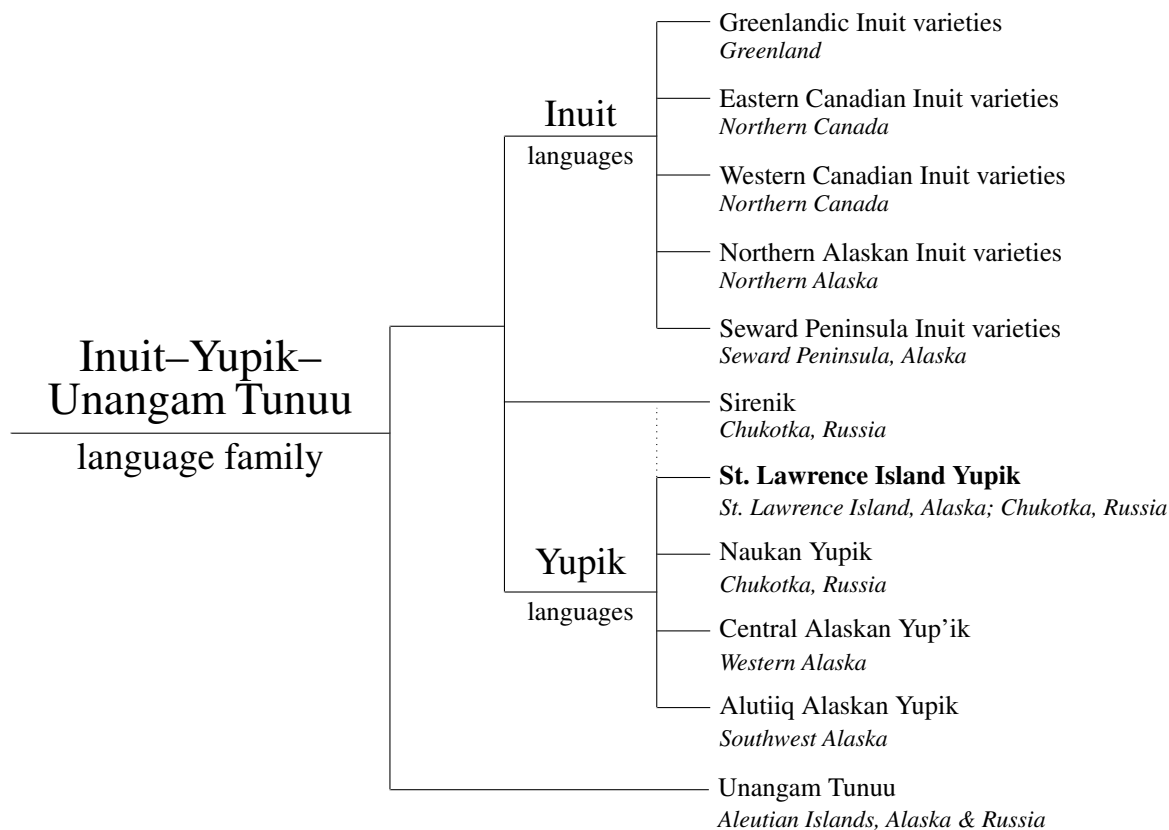 Greenlandic Inuit varieties
Greenland
Inuit
languages
Eastern Canadian Inuit varieties
Northern Canada
Western Canadian Inuit varieties
Northern Canada
Northern Alaskan Inuit varieties
Northern Alaska
Seward Peninsula Inuit varieties
Seward Peninsula, Alaska
Inuit–Yupik–
Unangam Tunuu
language family
Sirenik
Chukotka, Russia
St. Lawrence Island Yupik
St. Lawrence Island, Alaska; Chukotka, Russia
Yupik
languages
Naukan Yupik
Chukotka, Russia
Central Alaskan Yup’ik
Western Alaska
Alutiiq Alaskan Yupik
Southwest Alaska
Unangam Tunuu
Aleutian Islands, Alaska & Russia